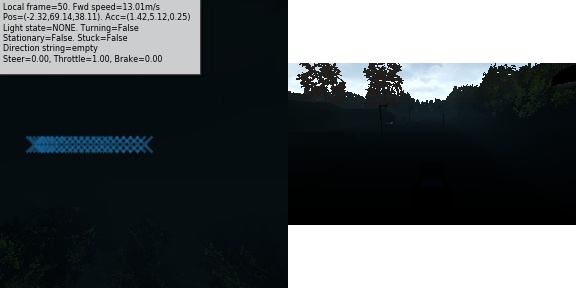 Local frame=50. Fwd speed=13.01m/s
Pos=(-2.32,69.14,38.11). Acc=(1.42,5.12,0.25)
Light state=NONE. Turning=False
Stationary=False. Stuck=False
Direction string=empty
Steer=0.00, Throttle=1.00, Brake=0.00